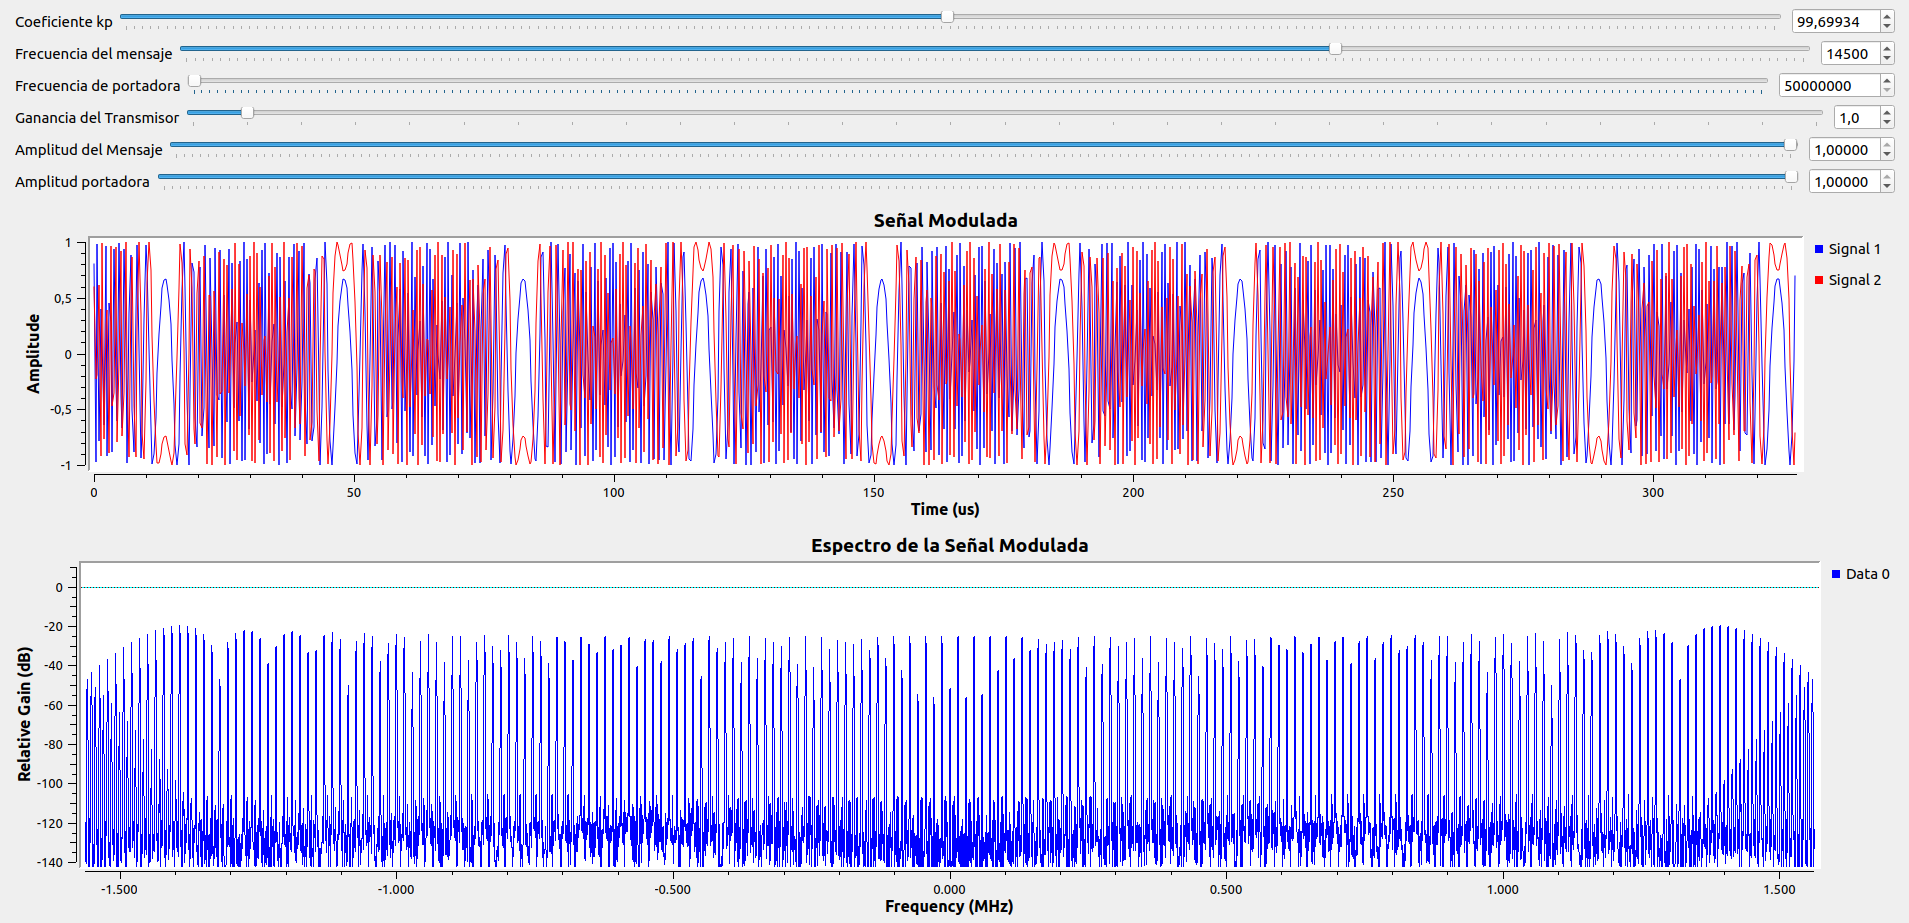 Coeficiente kp 99,69934
Frecuencia del mensaje 14500
Frecuencia de portadora 50000000
Ganancia del Transmisor 1,0
Amplitud del Mensaje 1,00000
Amplitud portadora 1,00000
Señal Modulada
Amplitude
1
0,5
0
-0,5
-1
Signal 1
Signal 2
0 50 100 150 200 250 300
Time (us)
Espectro de la Señal Modulada
Relative Gain (dB)
0
-20
-40
-60
-80
-100
-120
-140
Data 0
-1.500 -1.000 -0.500 0.000 0.500 1.000 1.500
Frequency (MHz)